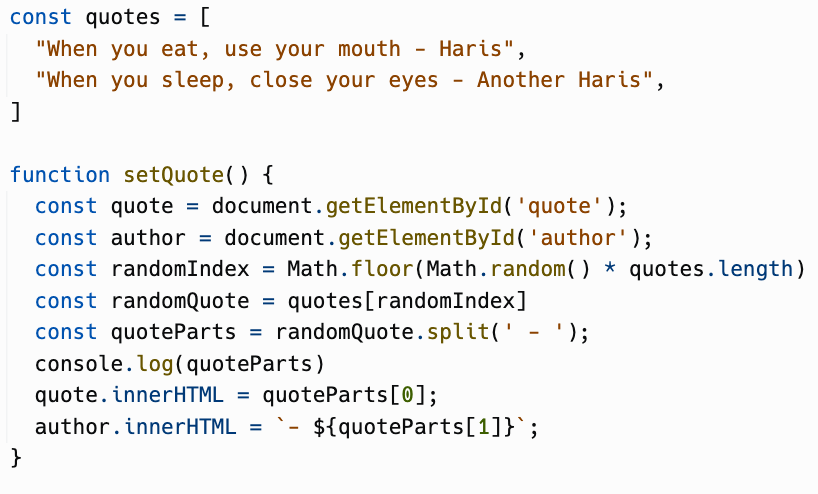 const quotes = [
  "When you eat, use your mouth - Haris",
  "When you sleep, close your eyes - Another Haris",
]

function setQuote() {
  const quote = document.getElementById('quote');
  const author = document.getElementById('author');
  const randomIndex = Math.floor(Math.random() * quotes.length)
  const randomQuote = quotes[randomIndex]
  const quoteParts = randomQuote.split(' - ');
  console.log(quoteParts)
  quote.innerHTML = quoteParts[0];
  author.innerHTML = `- ${quoteParts[1]}`;
}